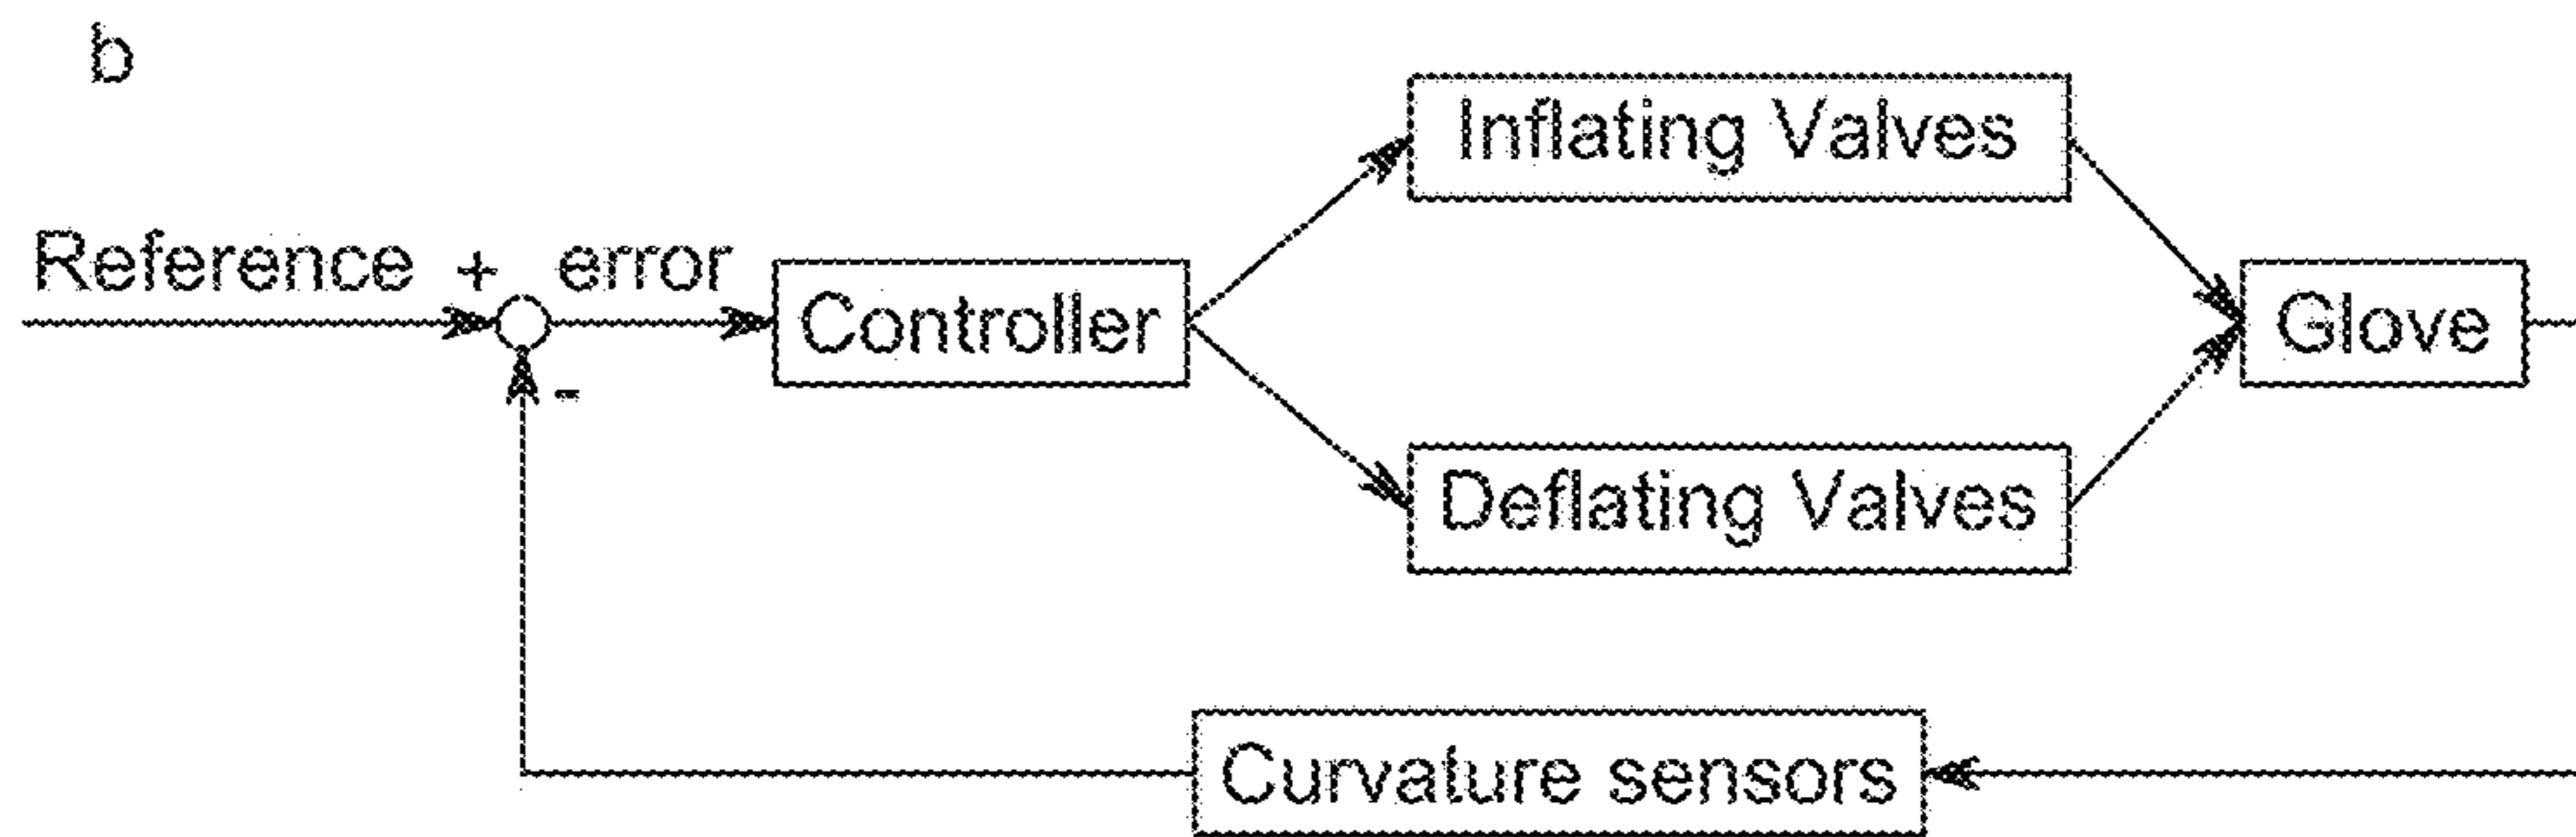 b
Inflating Valves
Reference + error
Controller
Glove
-
Deflating Valves
Curvature sensors